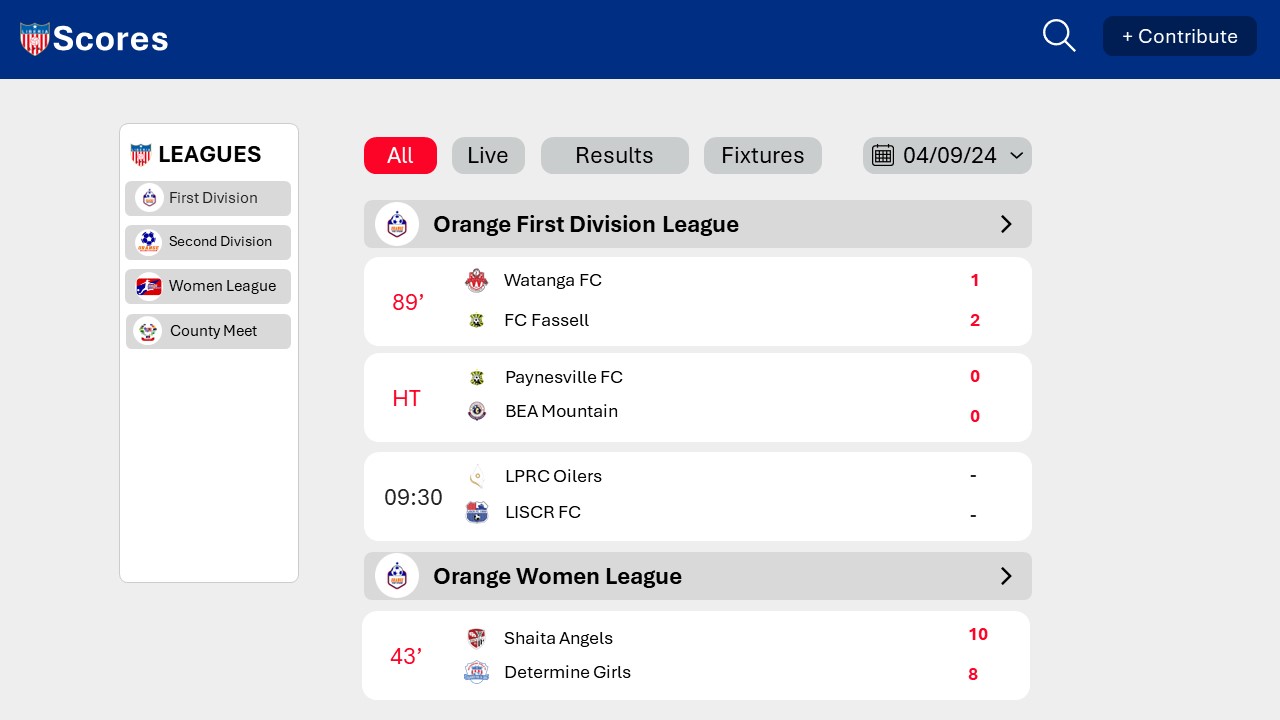 LIBERIA
Scores
+ Contribute
LEAGUES
First Division
Second Division
Women League
County Meet
All
Live
Results
Fixtures
04/09/24
Orange First Division League
89’
Watanga FC
1
FC Fassell
2
HT
Paynesville FC
0
BEA Mountain
0
09:30
LPRC Oilers
-
LISCR FC
-
Orange Women League
43’
Shaita Angels
10
Determine Girls
8